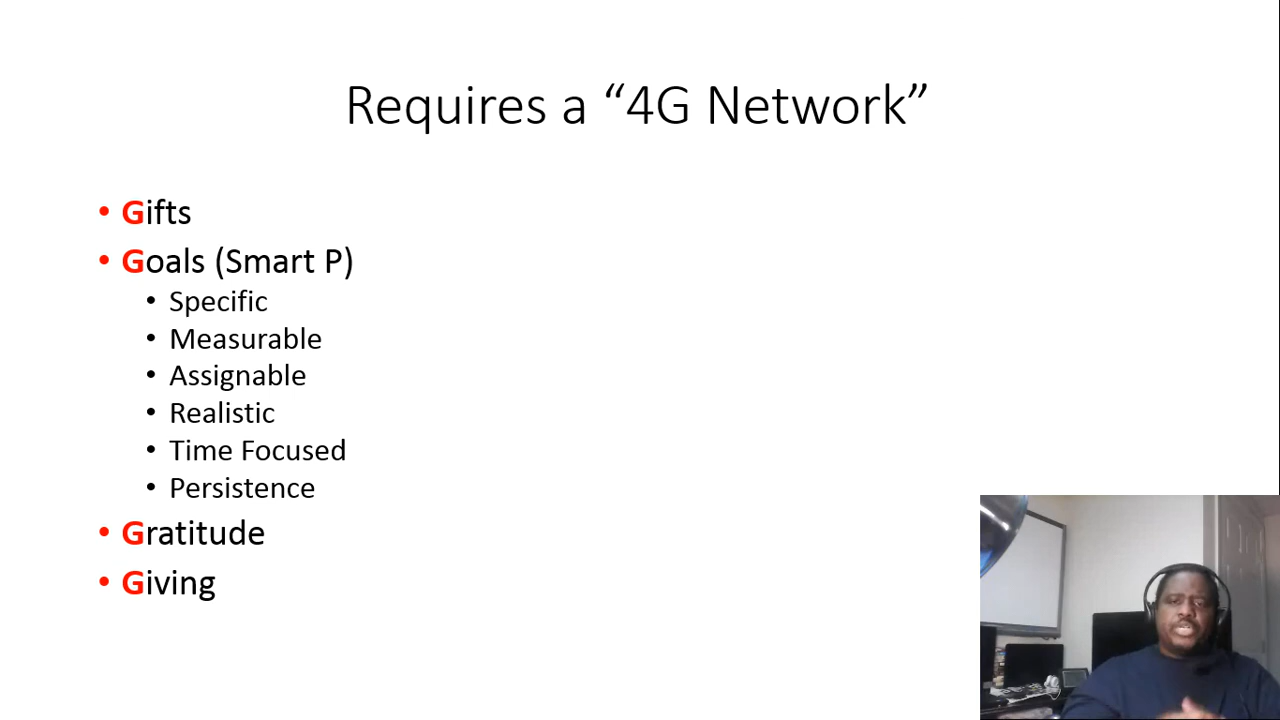 Requires a “4G Network”
• Gifts
• Goals (Smart P)
• Specific
• Measurable
• Assignable
• Realistic
• Time Focused
• Persistence
• Gratitude
• Giving